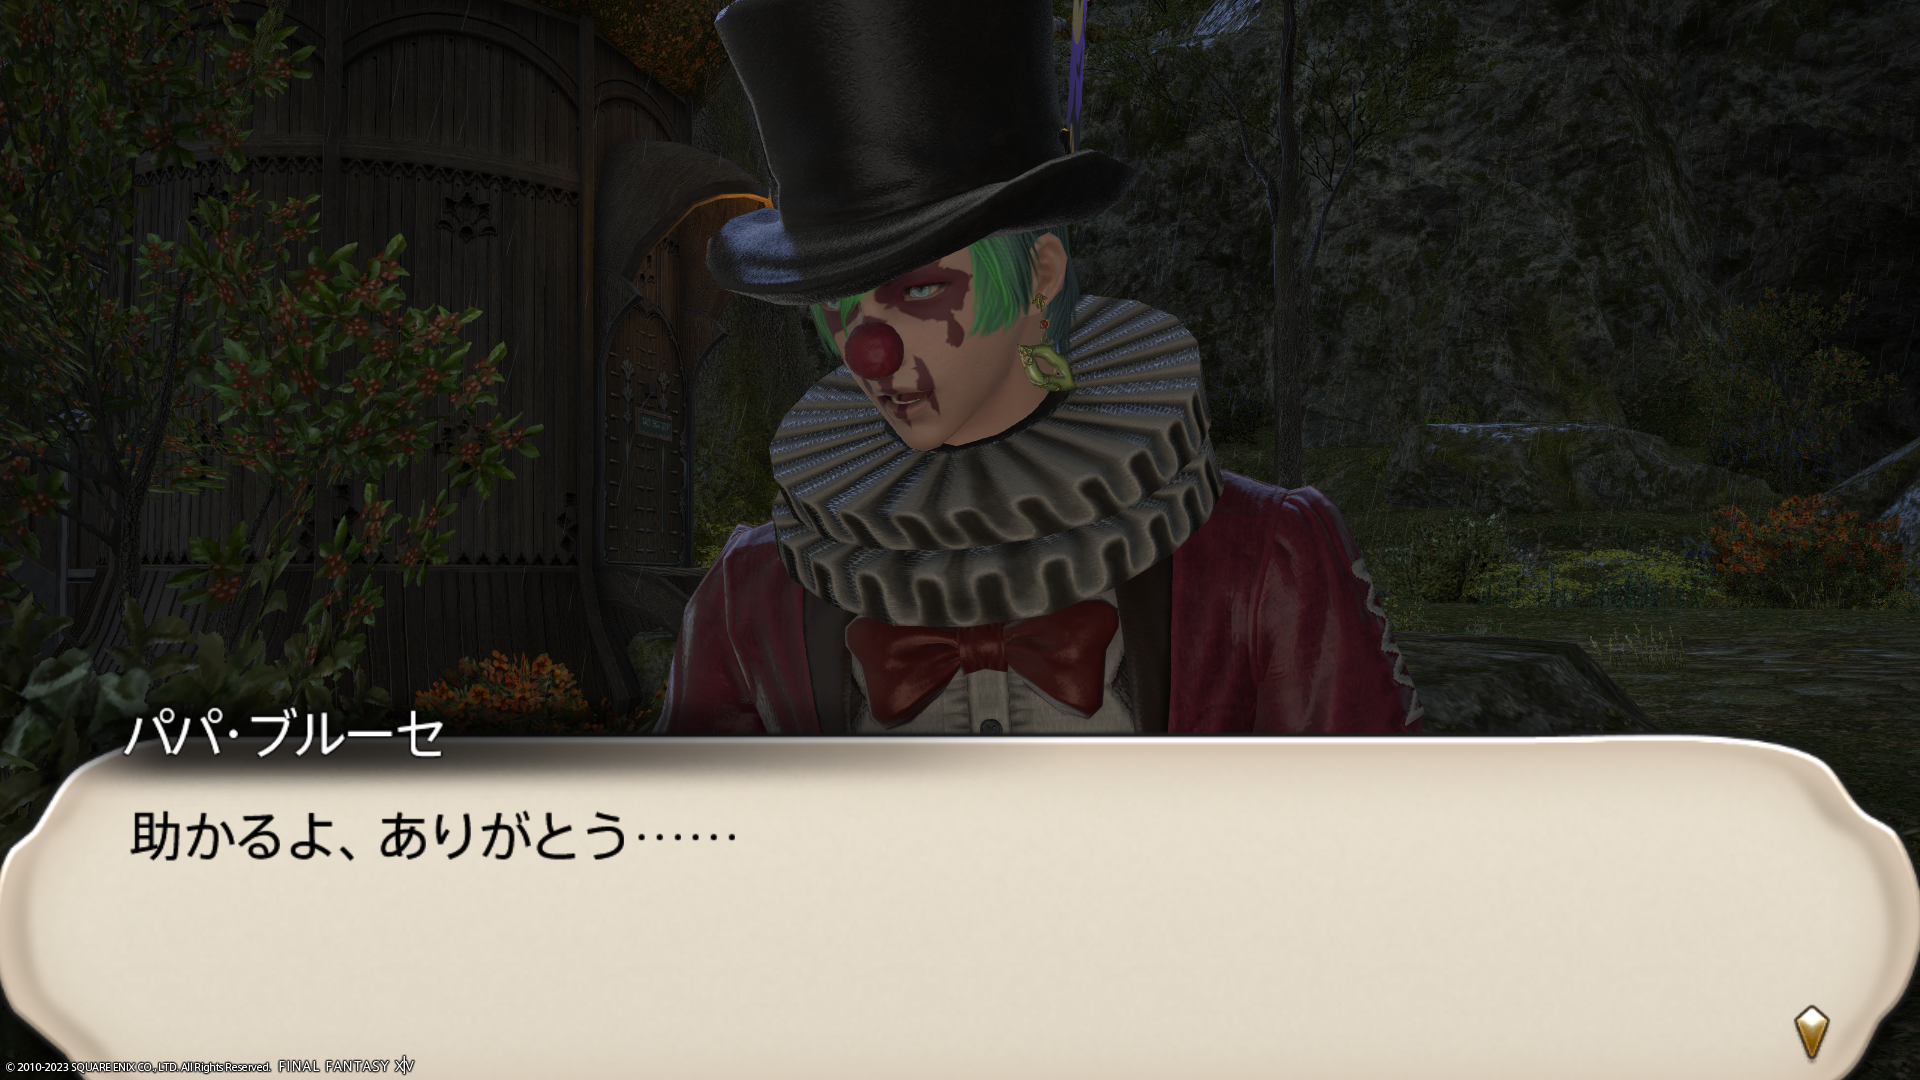 パパ・ブルーセ
助かるよ、ありがとう……
© 2010-2023 SQUARE ENIX CO., LTD. All Rights Reserved. FINAL FANTASY XIV